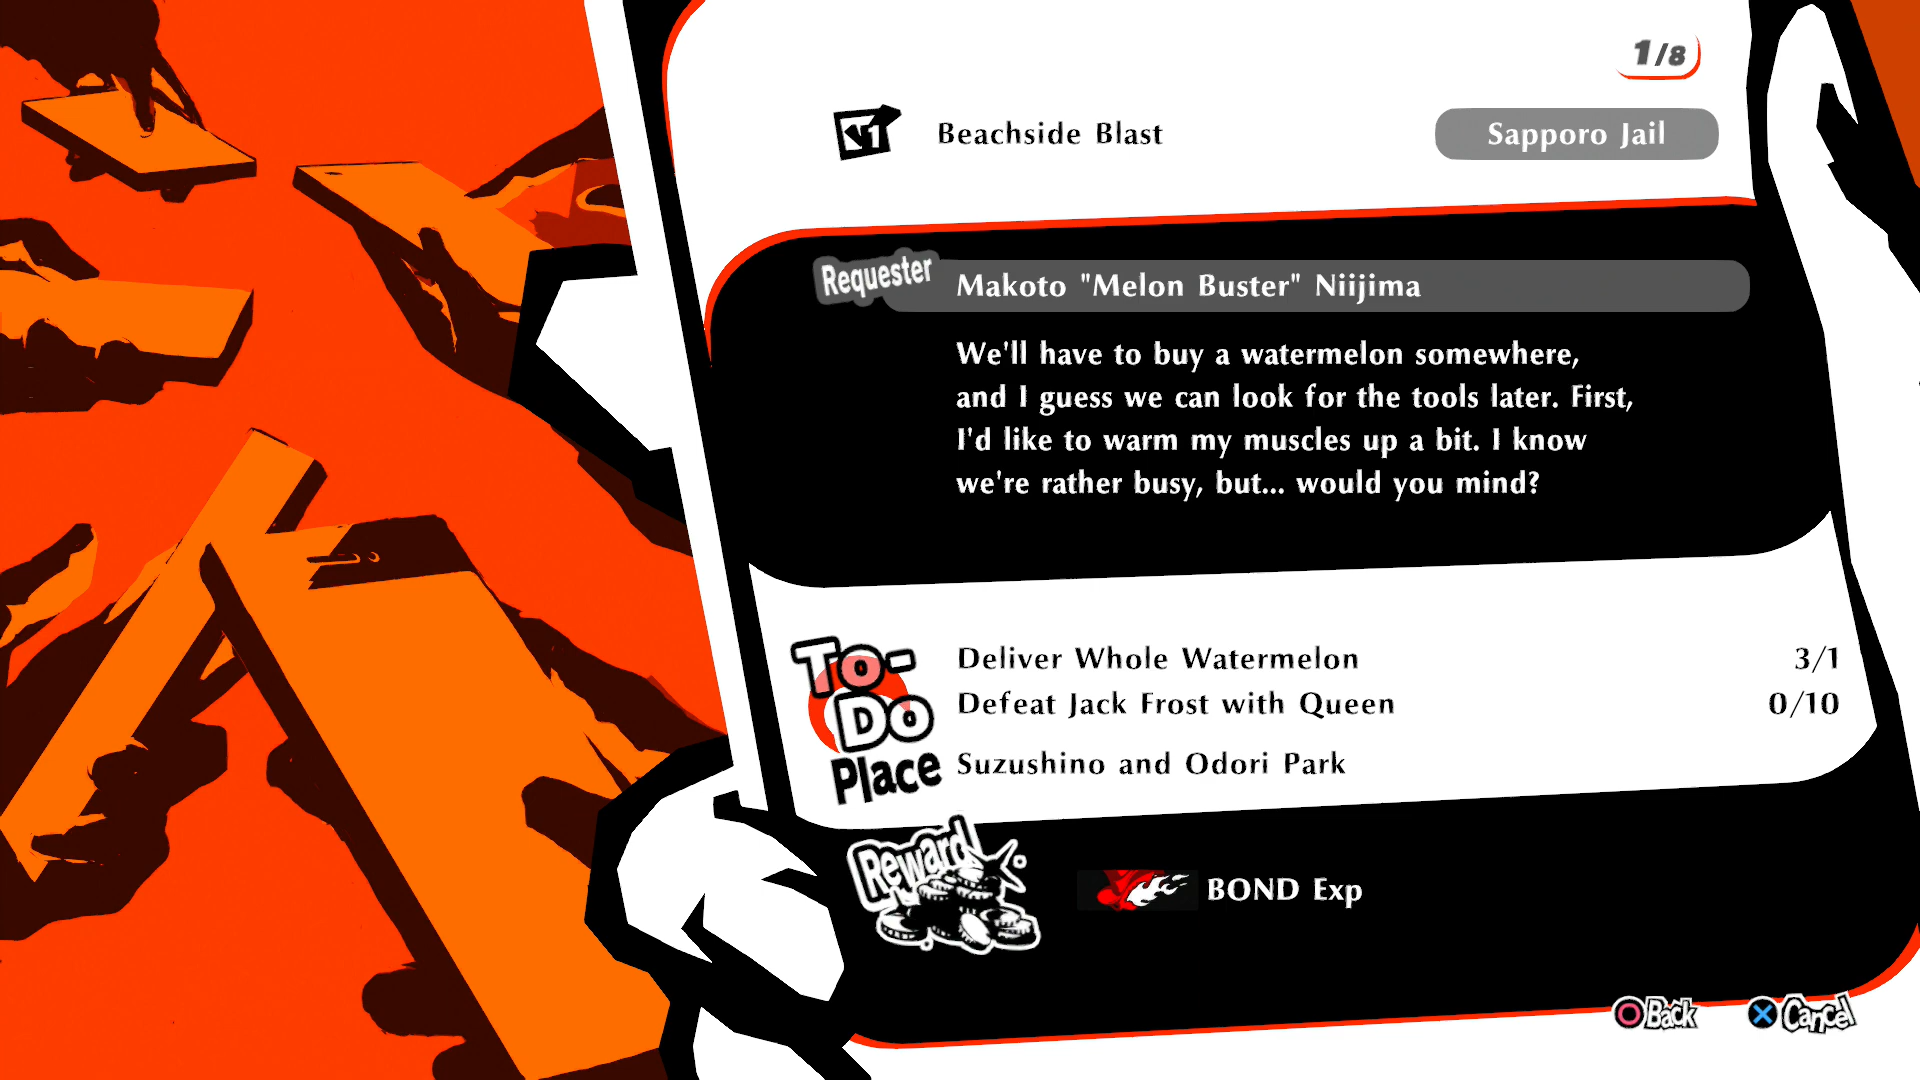 1/8
Beachside Blast
Sapporo Jail
Requester
Makoto "Melon Buster" Niijima
We'll have to buy a watermelon somewhere,
and I guess we can look for the tools later. First,
I'd like to warm my muscles up a bit. I know
we're rather busy, but... would you mind?
To-
Do
Deliver Whole Watermelon 3/1
Defeat Jack Frost with Queen 0/10
Place
Suzushino and Odori Park
Reward
BOND Exp
Back
Cancel